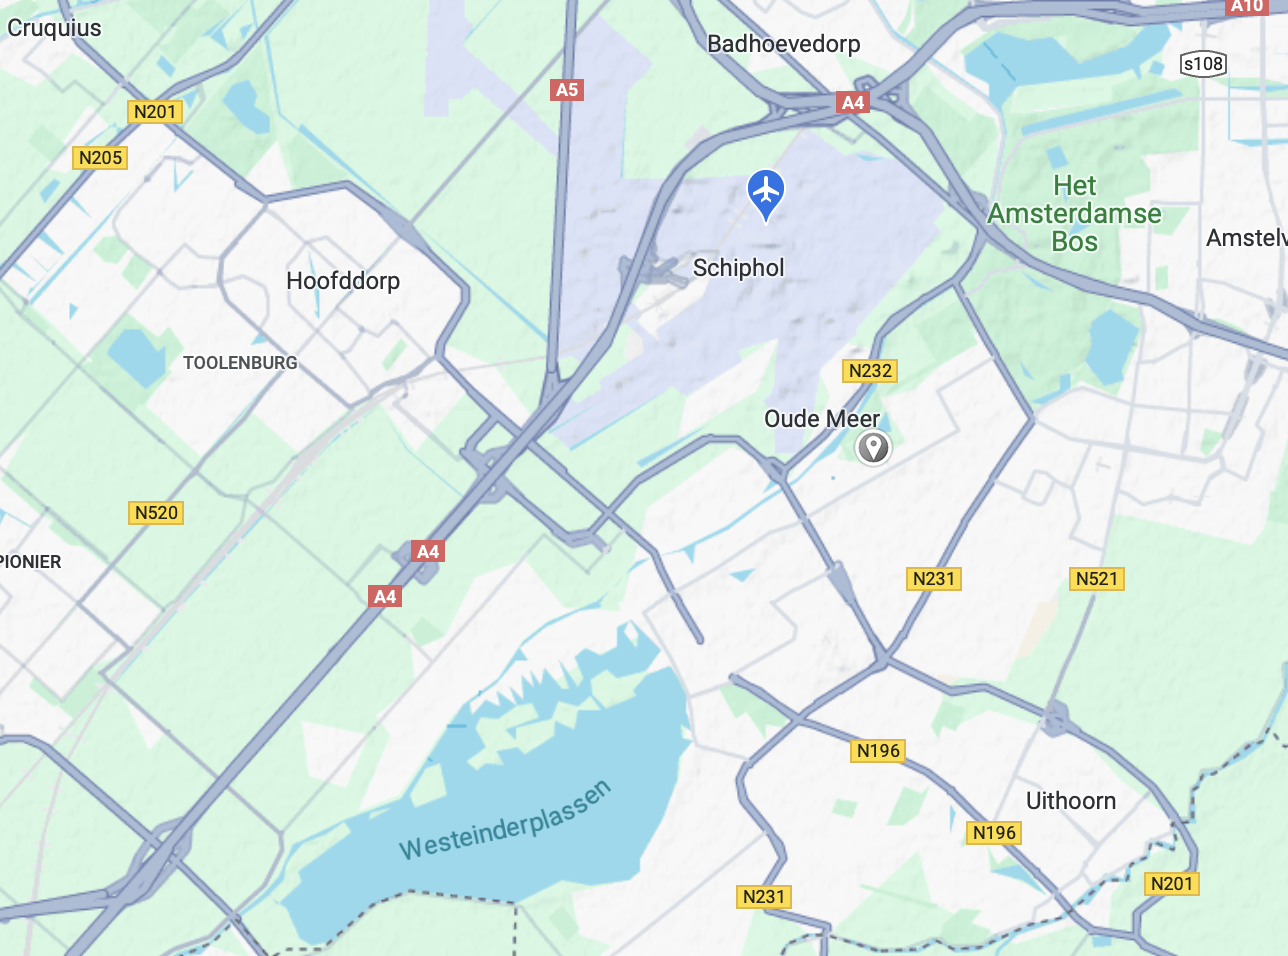 Cruquius
A10
Badhoevedorp
s108
A5
A4
N201
N205
Het
Amsterdamse
Bos
Amstelv
Schiphol
Hoofddorp
TOOLENBURG
N232
Oude Meer
N520
A4
PIONIER
N231
N521
A4
N196
Westeinderplassen
Uithoorn
N196
N231
N201